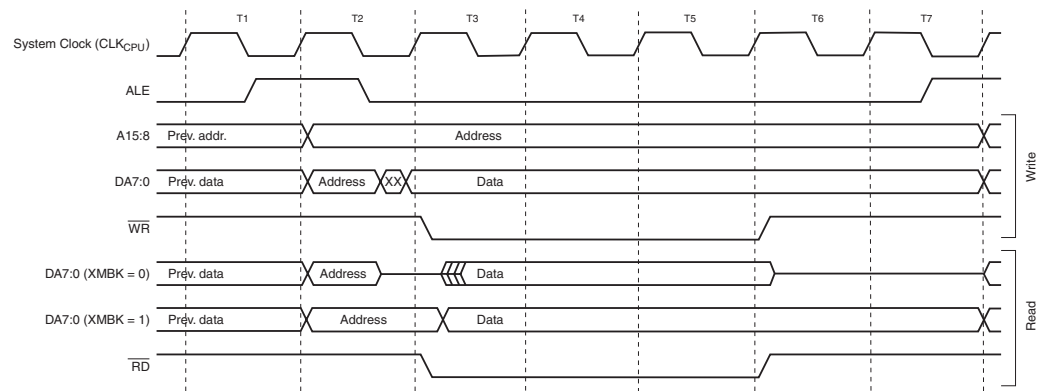 T1 T2 T3 T4 T5 T6 T7
System Clock (CLKCPU)
ALE
A15:8 Prev. addr. Address
DA7:0 Prev. data Address XX Data
WR
Write
DA7:0 (XMBK = 0) Prev. data Address Data
DA7:0 (XMBK = 1) Prev. data Address Data
RD
Read